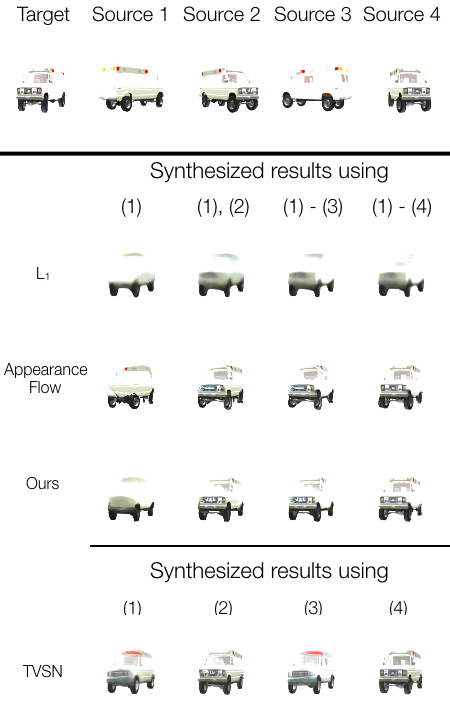 Target Source 1 Source 2 Source 3 Source 4
Synthesized results using
(1) (1), (2) (1) - (3) (1) - (4)
L₁
Appearance
Flow
Ours
Synthesized results using
(1) (2) (3) (4)
TVSN